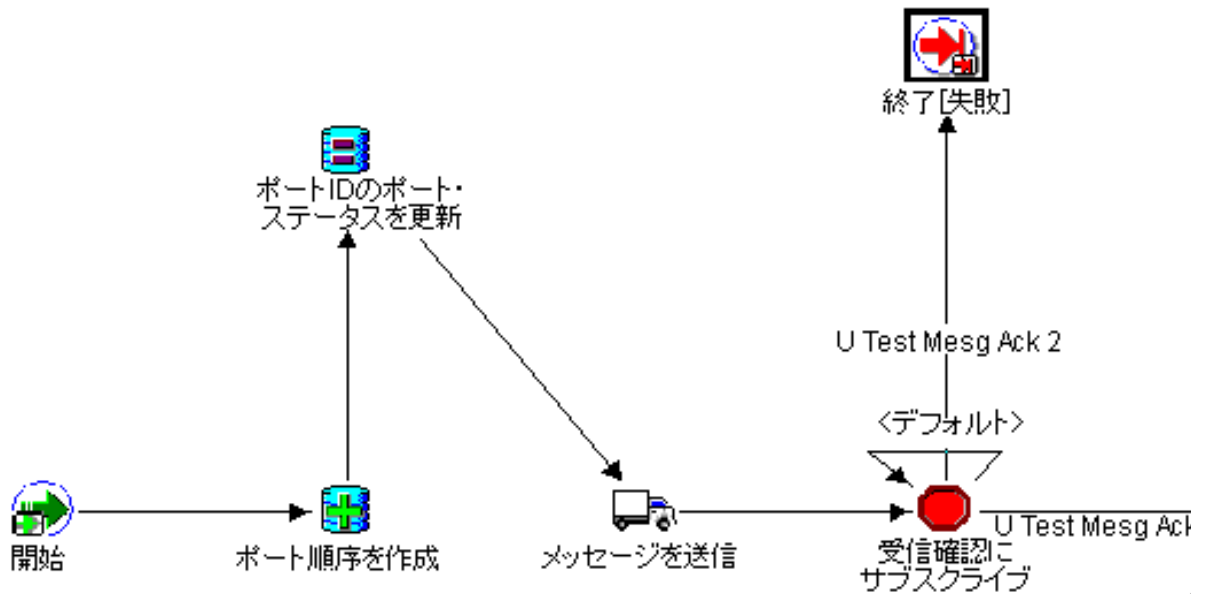 終了[失敗]
ポートIDのポート・
ステータスを更新
U Test Mesg Ack 2
<デフォルト>
開始
ポート順序を作成
メッセージを送信
受信確認に
サブスクライブ
U Test Mesg Ack